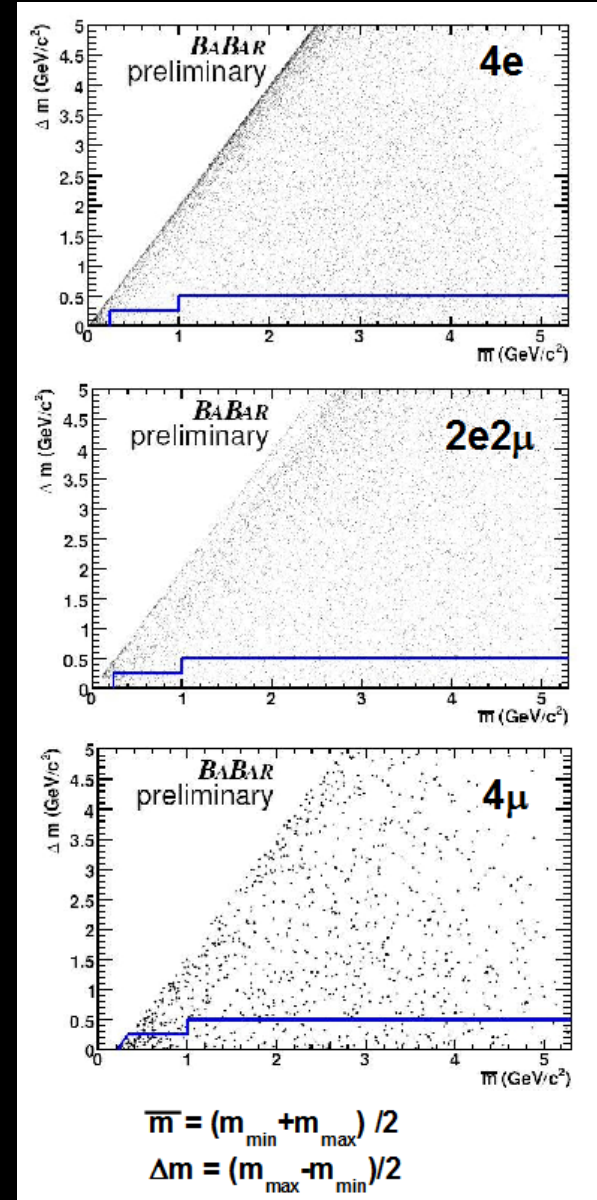 BABAR
preliminary
4e
Δ m (GeV/c²)
5
4.5
4
3.5
3
2.5
2
1.5
1
0.5
0
0 1 2 3 4 5
m̅ (GeV/c²)
BABAR
preliminary
2e2μ
Δ m (GeV/c²)
5
4.5
4
3.5
3
2.5
2
1.5
1
0.5
0
0 1 2 3 4 5
m̅ (GeV/c²)
BABAR
preliminary
4μ
Δ m (GeV/c²)
5
4.5
4
3.5
3
2.5
2
1.5
1
0.5
0
0 1 2 3 4 5
m̅ (GeV/c²)
m̅ = (m_min+m_max) /2
Δm = (m_max-m_min)/2